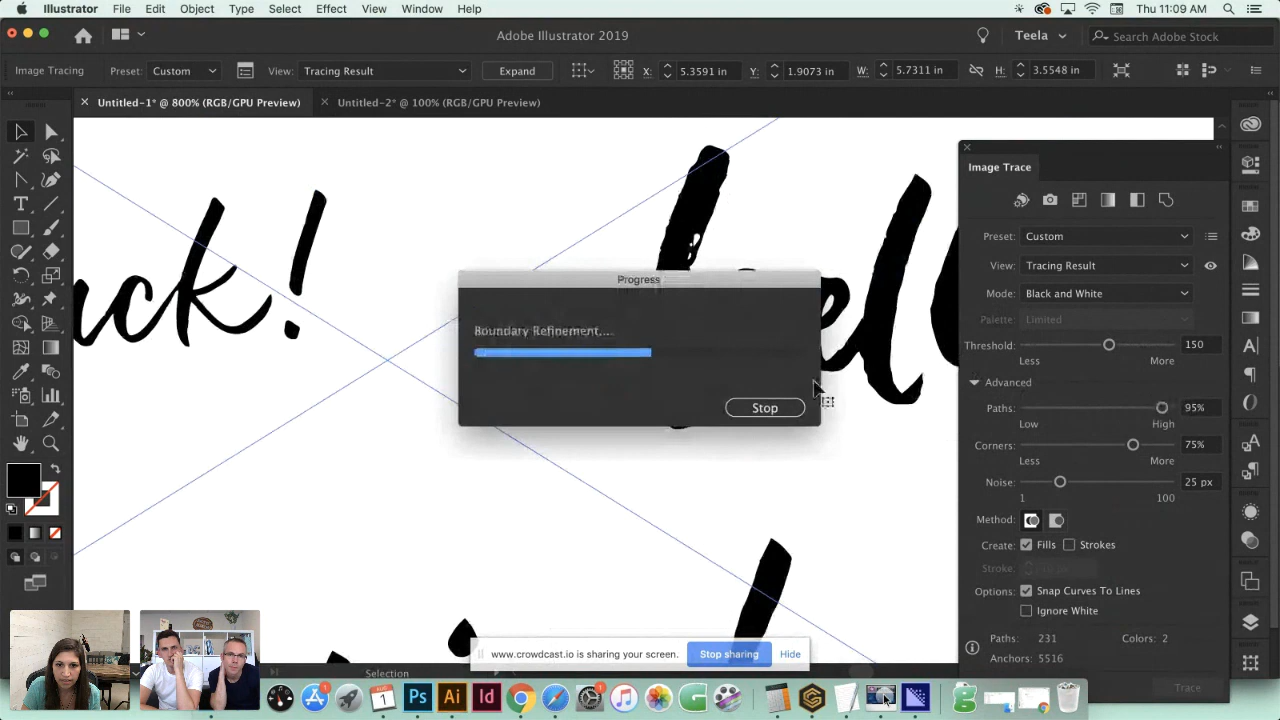 Illustrator File Edit Object Type Select Effect View Window Help Thu 11:09 AM
Adobe Illustrator 2019 Teela Search Adobe Stock
Image Tracing Preset: Custom View: Tracing Result Expand X: 5.3591 in Y: 1.9073 in W: 5.7311 in H: 3.5548 in
× Untitled-1* @ 800% (RGB/GPU Preview) × Untitled-2* @ 100% (RGB/GPU Preview)
Image Trace
Preset: Custom
View: Tracing Result
Mode: Black and White
Palette: Limited
Threshold: 150
Less More
Advanced
Paths: 95%
Low High
Corners: 75%
Less More
Noise: 25 px
1 100
Method:
Create: Fills Strokes
Stroke:
Options: Snap Curves To Lines
Ignore White
Paths: 231 Colors: 2
Anchors: 5516
Trace
Progress
Boundary Refinement....
Stop
ck!
ell
www.crowdcast.io is sharing your screen. Stop sharing Hide
Selection
Ps Ai Id